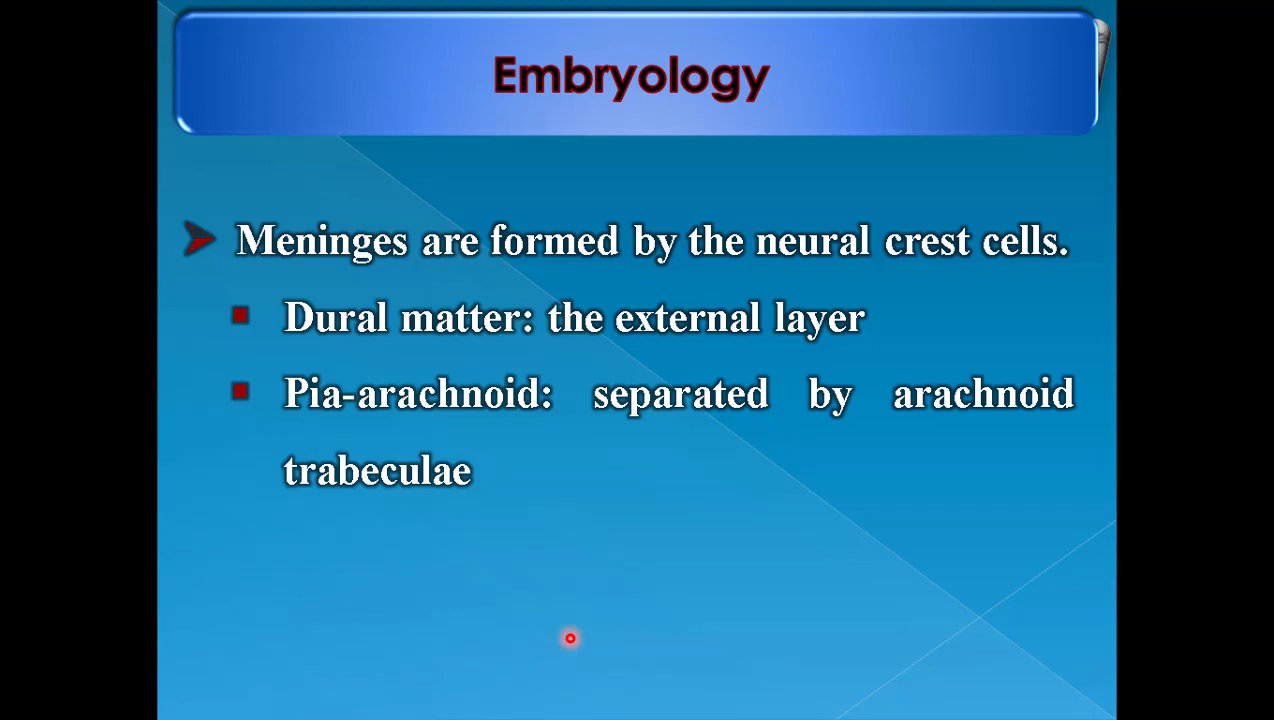 Embryology
Meninges are formed by the neural crest cells.
Dural matter: the external layer
Pia-arachnoid: separated by arachnoid
trabeculae